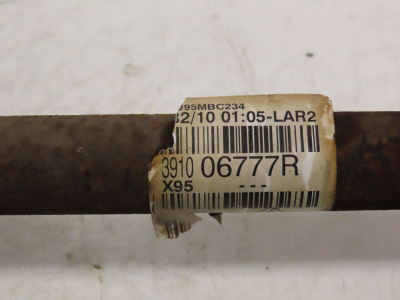 J95MBC234
32/10 01:05-LAR2
3910 06777R
X95 ---